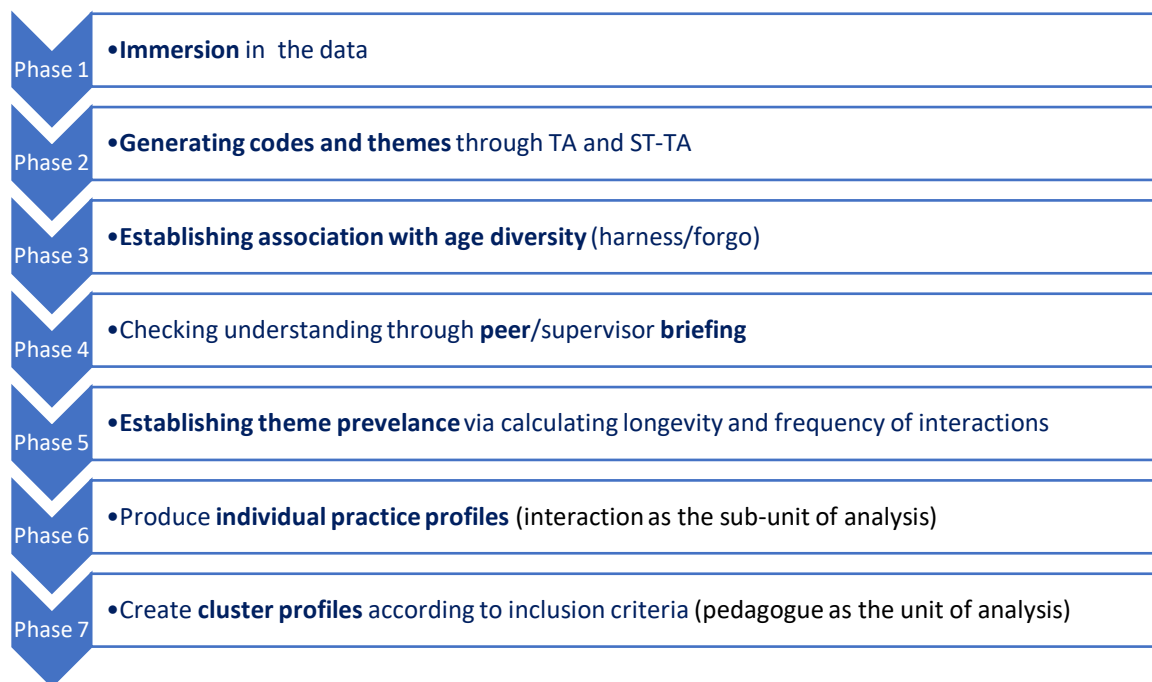 Phase 1
•Immersion in the data
Phase 2
•Generating codes and themes through TA and ST-TA
Phase 3
•Establishing association with age diversity (harness/forgo)
Phase 4
•Checking understanding through peer/supervisor briefing
Phase 5
•Establishing theme prevelance via calculating longevity and frequency of interactions
Phase 6
•Produce individual practice profiles (interaction as the sub-unit of analysis)
Phase 7
•Create cluster profiles according to inclusion criteria (pedagogue as the unit of analysis)